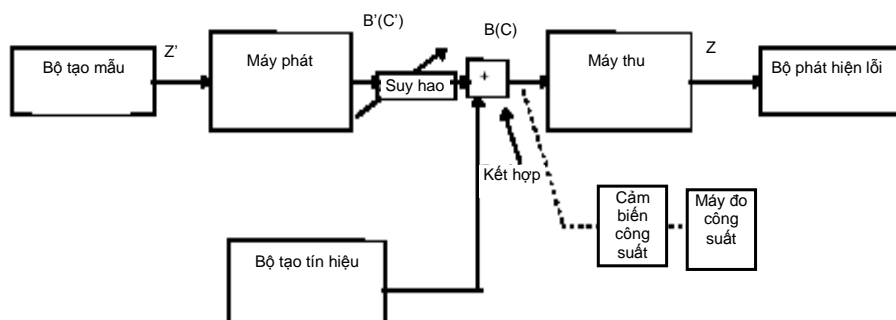 B’(C’)
B(C)
Bộ tạo mẫu
Z’
Máy phát
Suy hao
+
Máy thu
Z
Bộ phát hiện lỗi
Kết hợp
Cảm
biến
công
suất
Máy đo
công
suất
Bộ tạo tín hiệu